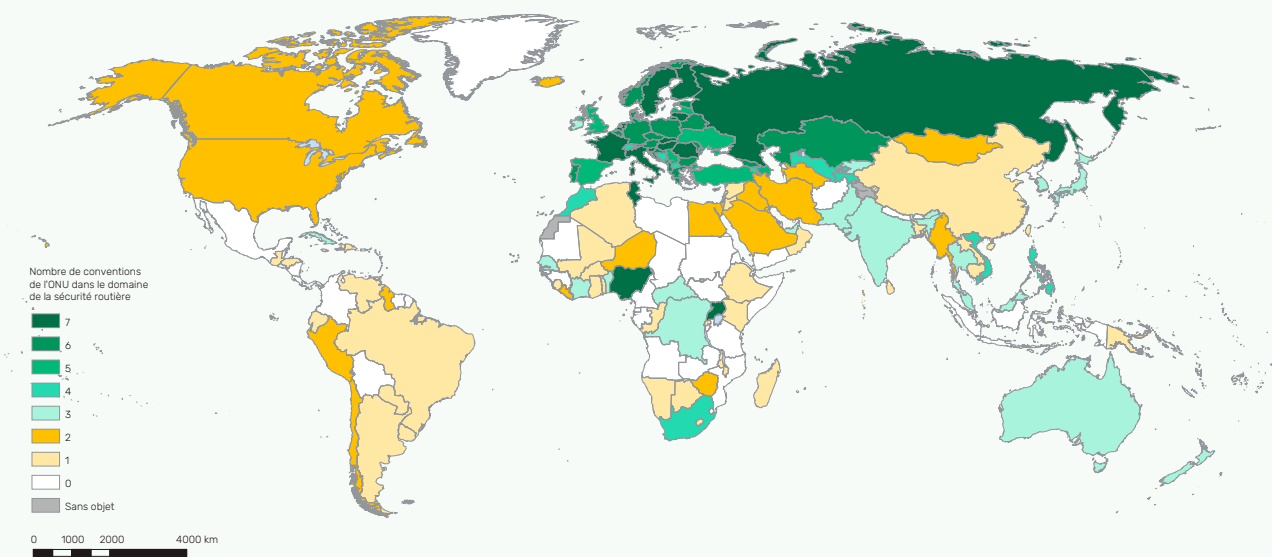 Nombre de conventions
de l'ONU dans le domaine
de la sécurité routière
7
6
5
4
3
2
1
0
Sans objet
0 1000 2000 4000 km